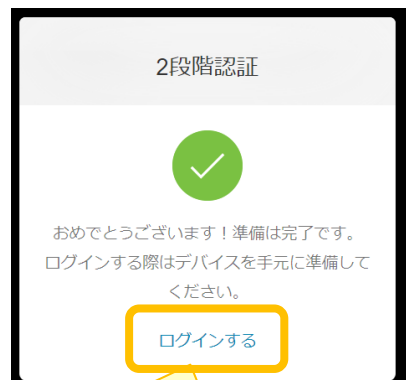 2段階認証
おめでとうございます！準備は完了です。
ログインする際はデバイスを手元に準備して
ください。
ログインする